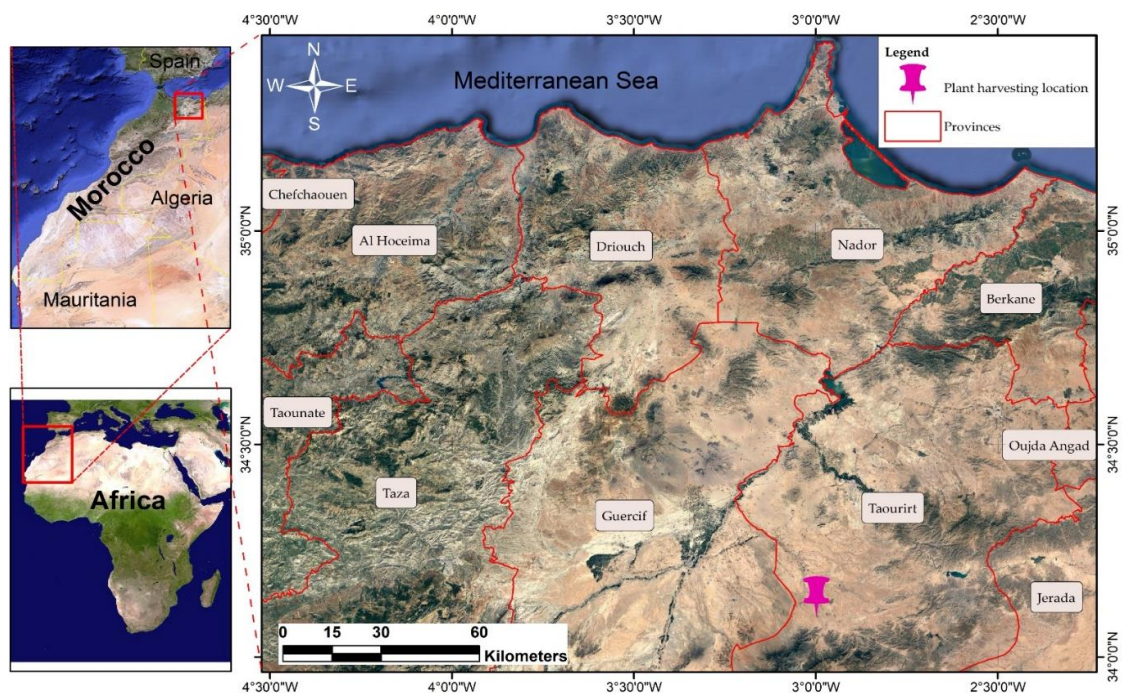 4°30'0"W
4°0'0"W
3°30'0"W
3°0'0"W
2°30'0"W
Spain
Morocco
Algeria
Mauritania
Africa
N
W
E
S
Mediterranean Sea
Legend
Plant harvesting location
Provinces
Chefchaouen
Al Hoceima
Driouch
Nador
Berkane
Taounate
Taza
Guercif
Taourirt
Oujda Angad
Jerada
35°0'0"N
34°30'0"N
34°0'0"N
35°0'0"N
34°30'0"N
34°0'0"N
0 15 30 60
Kilometers
4°30'0"W
4°0'0"W
3°30'0"W
3°0'0"W
2°30'0"W